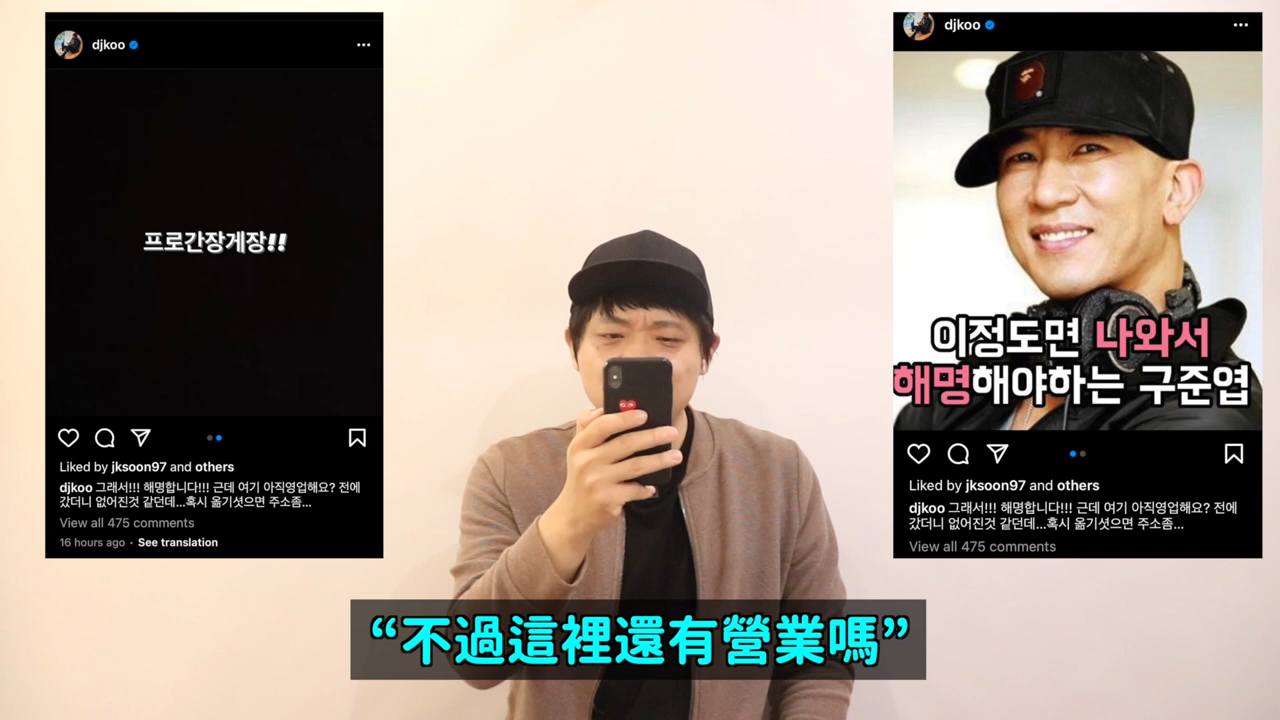 djkoo
프로간장게장!!
Liked by jksoon97 and others
djkoo 그래서!!! 해명합니다!!! 근데 여기 아직영업해요? 전에
갔더니 없어진것 같던데...혹시 옮기셧으면 주소좀...
View all 475 comments
16 hours ago · See translation
djkoo
이정도면 나와서
해명해야하는 구준엽
Liked by jksoon97 and others
djkoo 그래서!!! 해명합니다!!! 근데 여기 아직영업해요? 전에
갔더니 없어진것 같던데...혹시 옮기셧으면 주소좀...
View all 475 comments
“不過這裡還有營業嗎”